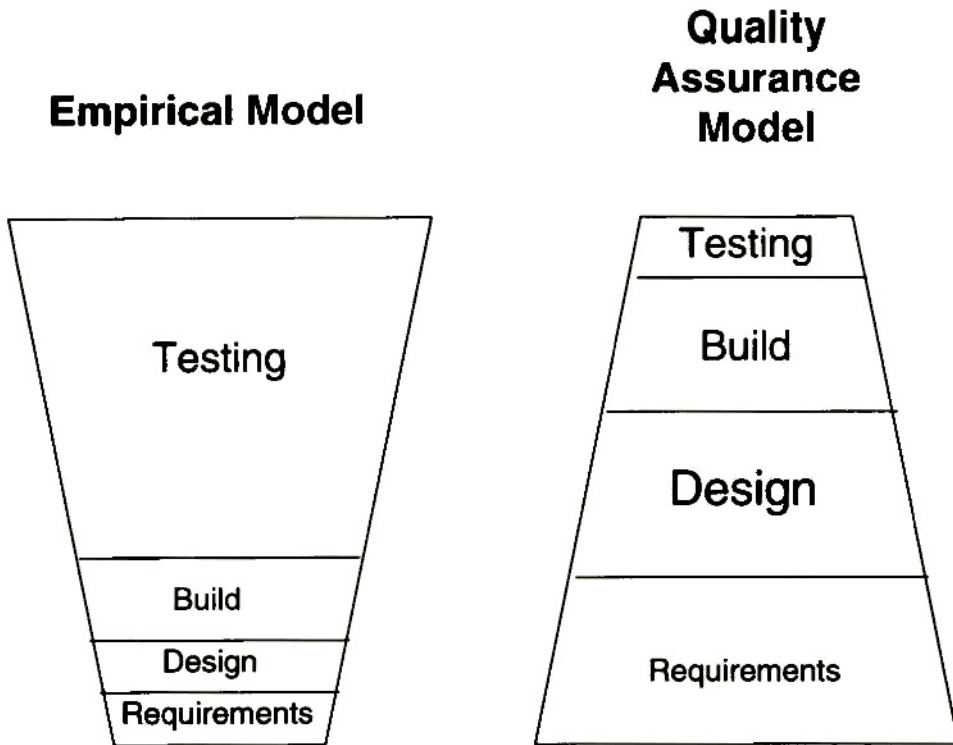 Empirical Model
Testing
Build
Design
Requirements
Quality
Assurance
Model
Testing
Build
Design
Requirements